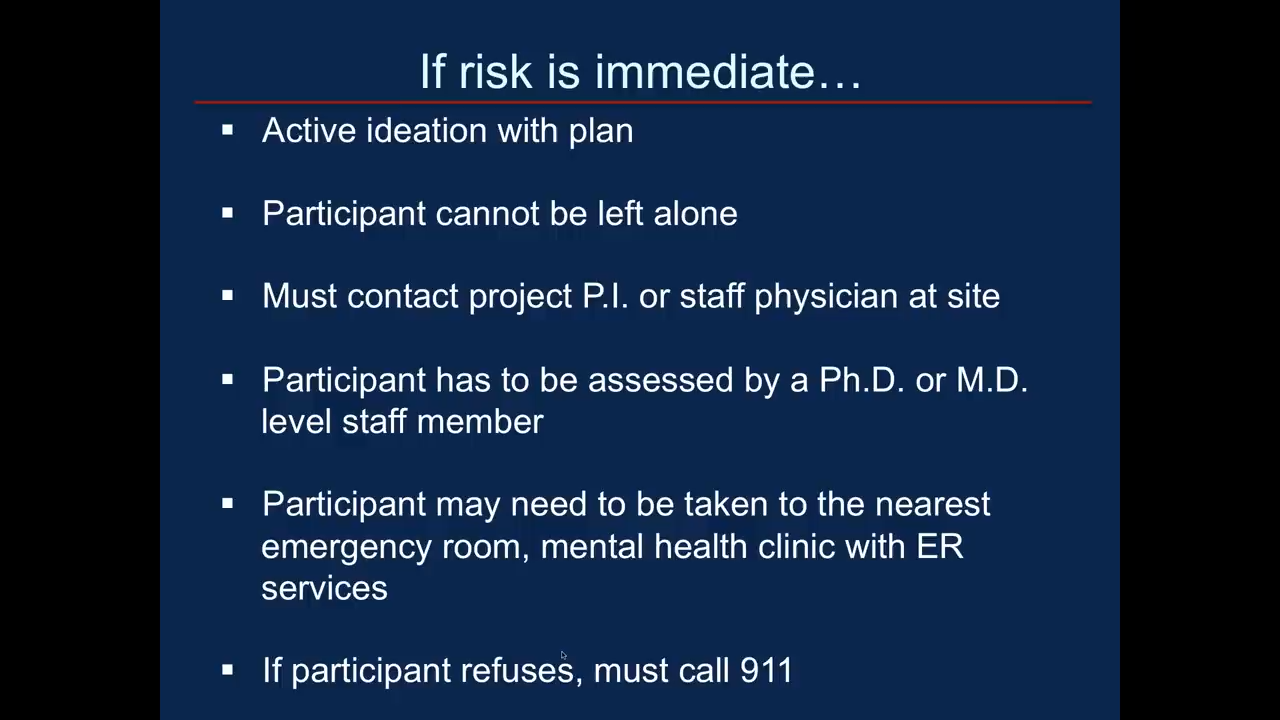 If risk is immediate…
▪ Active ideation with plan
▪ Participant cannot be left alone
▪ Must contact project P.I. or staff physician at site
▪ Participant has to be assessed by a Ph.D. or M.D.
level staff member
▪ Participant may need to be taken to the nearest
emergency room, mental health clinic with ER
services
▪ If participant refuses, must call 911